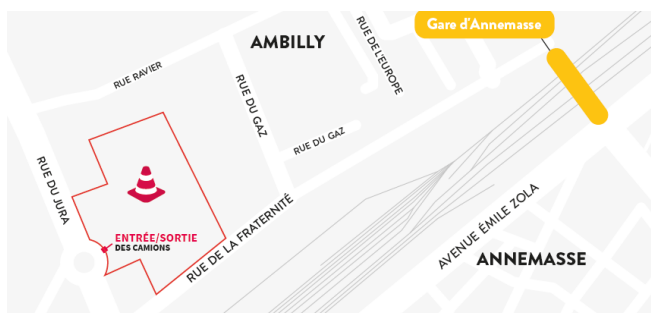 Gare d'Annemasse
AMBILLY
RUE DE L'EUROPE
RUE RAVIER
RUE DU GAZ
RUE DU GAZ
RUE DU JURA
ENTRÉE/SORTIE
DES CAMIONS
RUE DE LA FRATERNITÉ
AVENUE ÉMILE ZOLA
ANNEMASSE